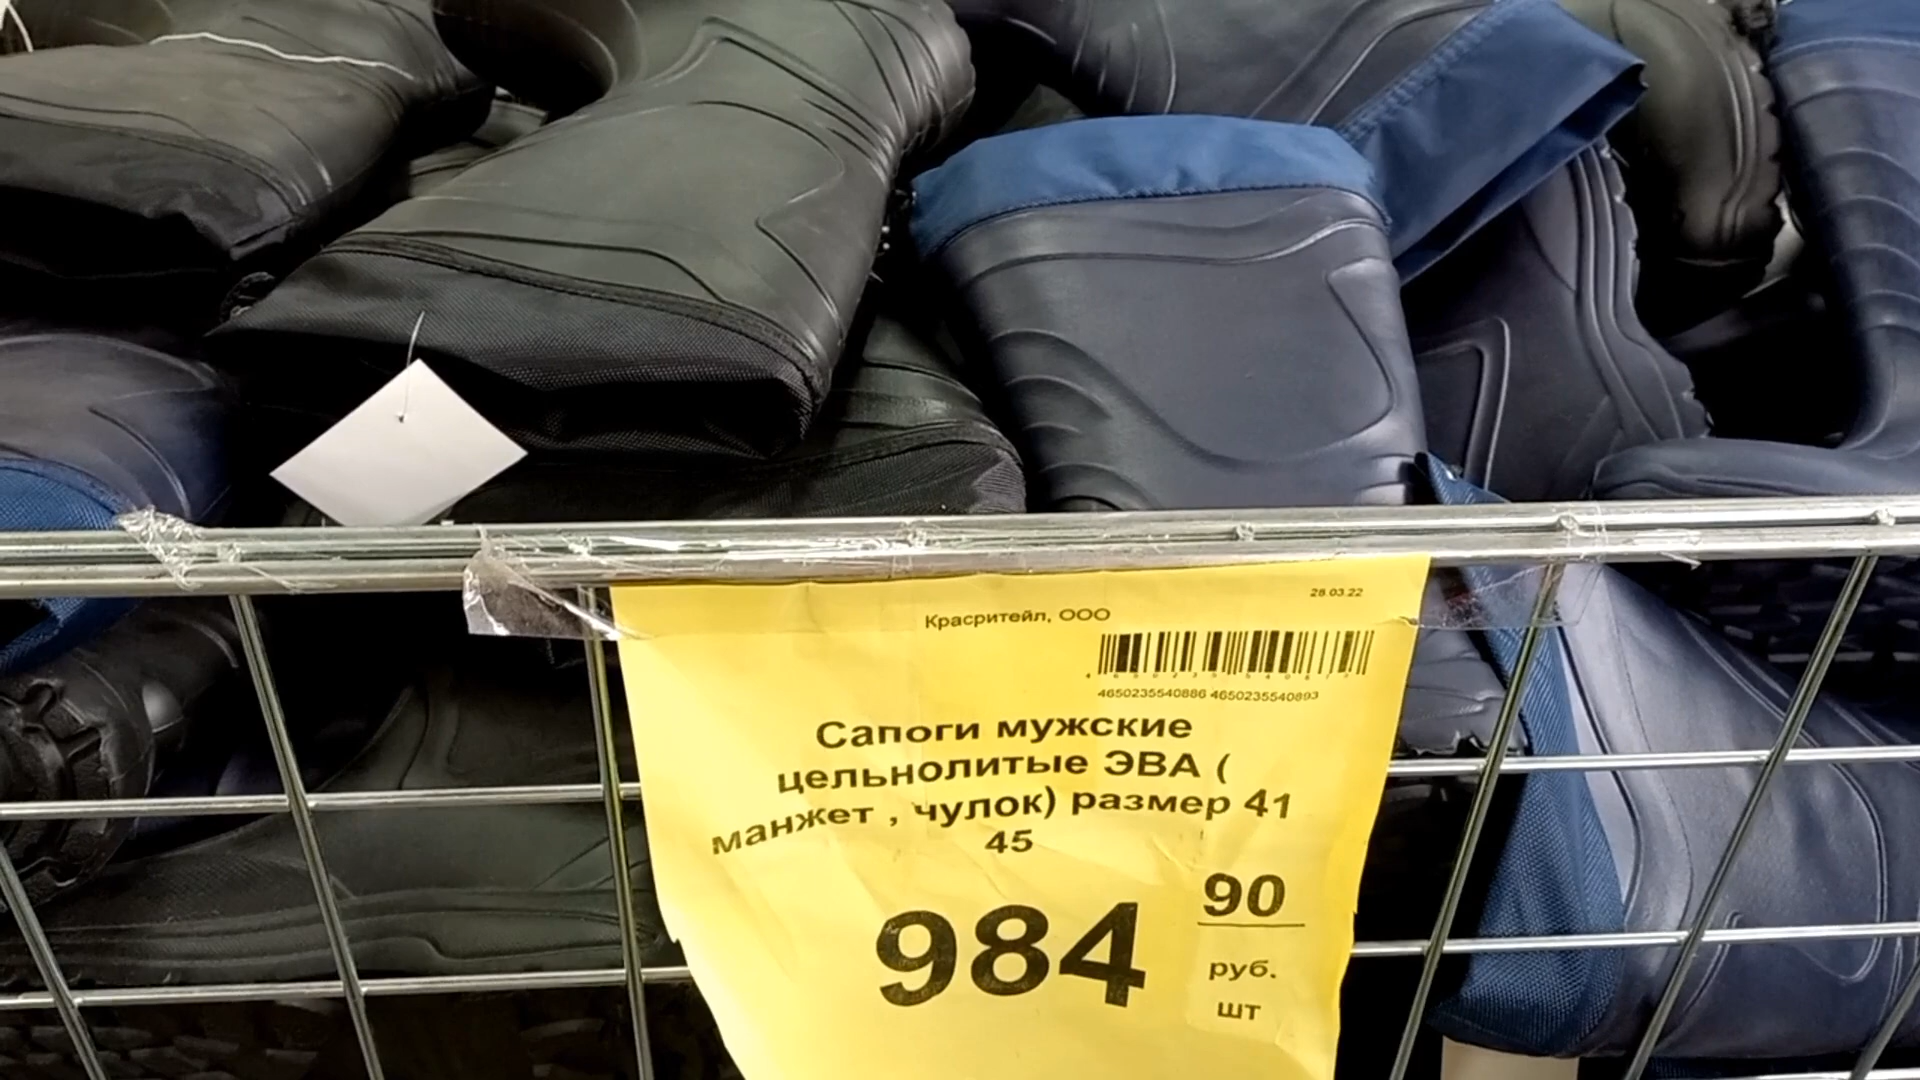 28.03.22
Красритейл, ООО
4650235540886 4650235540893
Сапоги мужские
цельнолитые ЭВА (
манжет , чулок) размер 41
45
984 90
руб.
шт